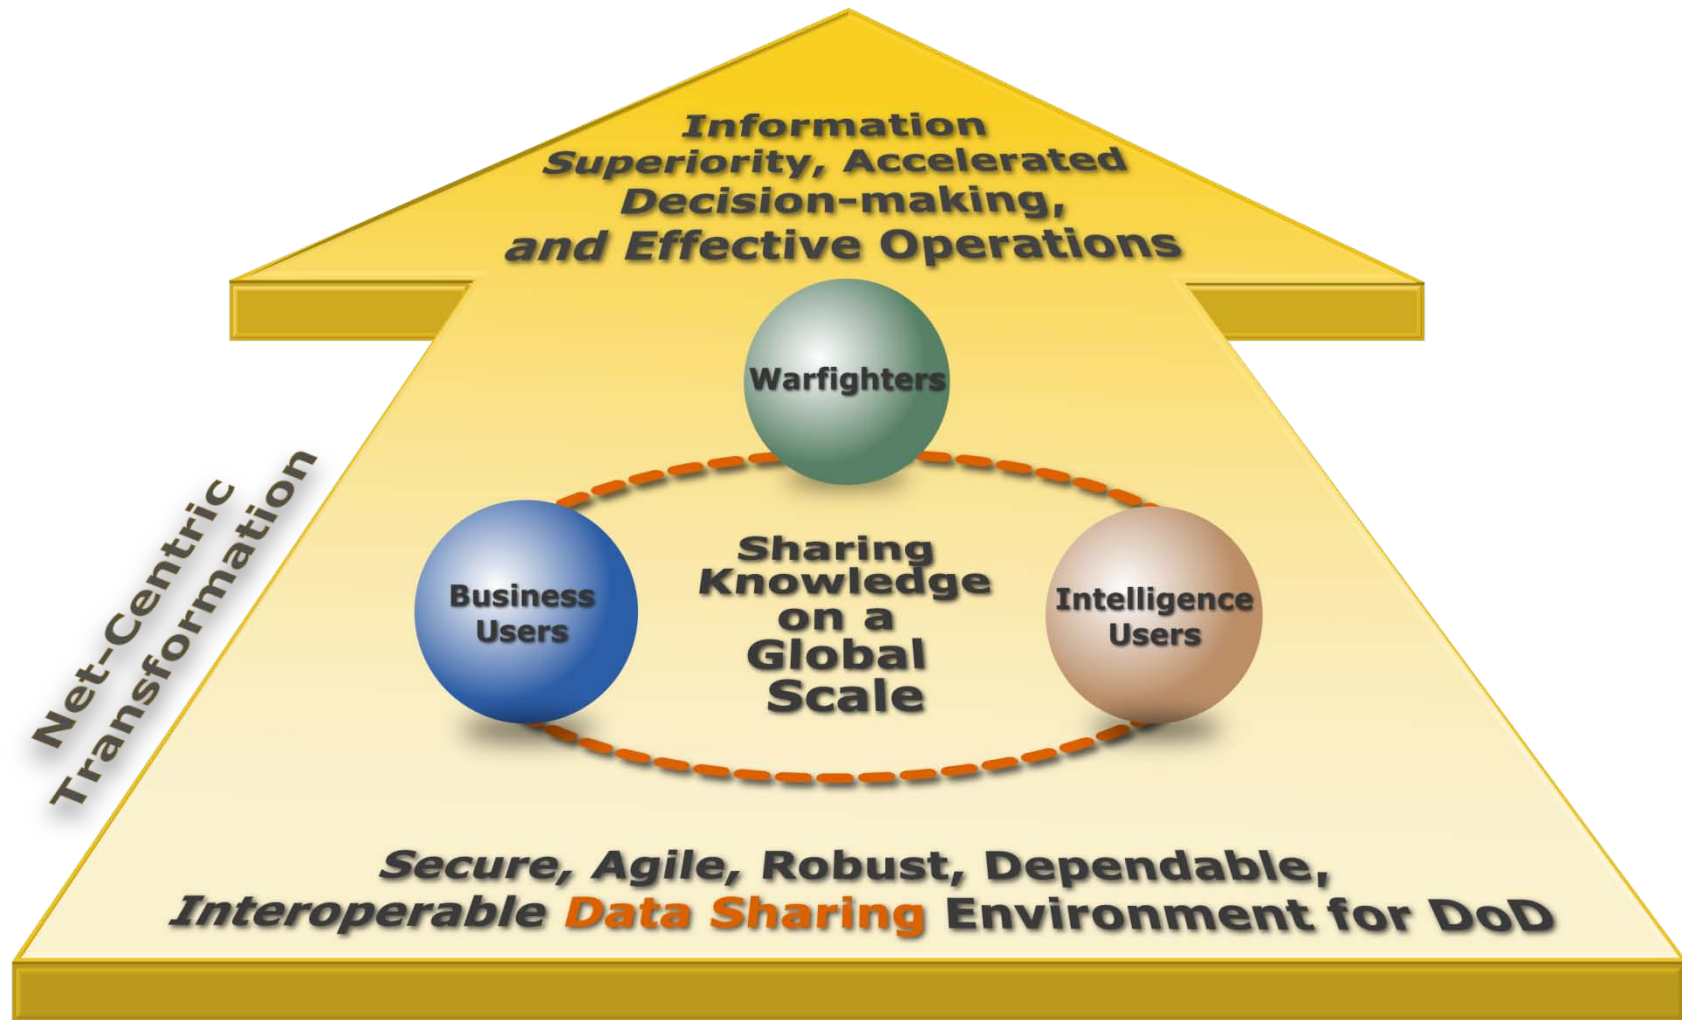 Information
Superiority, Accelerated
Decision-making,
and Effective Operations
Warfighters
Net-Centric
Transformation
Business
Users
Sharing
Knowledge
on a
Global
Scale
Intelligence
Users
Secure, Agile, Robust, Dependable,
Interoperable Data Sharing Environment for DoD